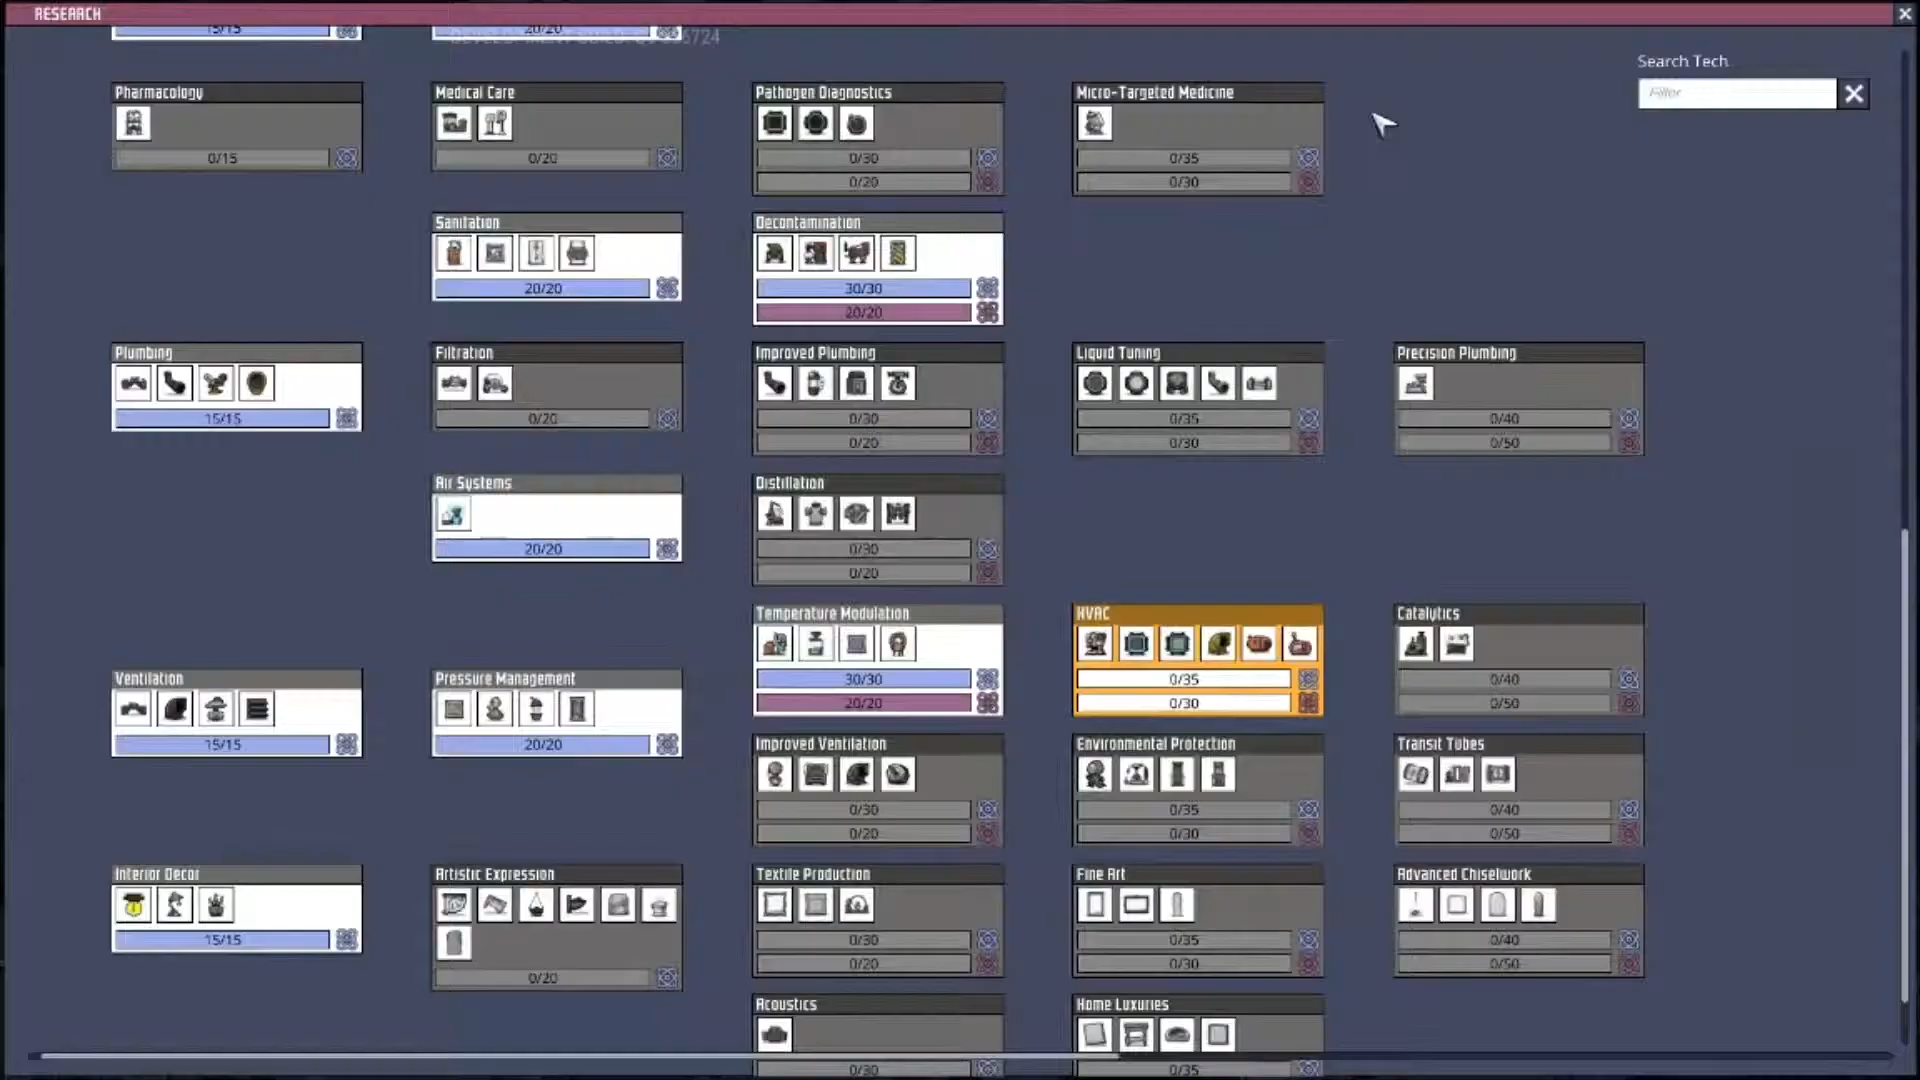 RESEARCH
15/15
20/20
Search Tech
Filter
Pharmacology
0/15
Medical Care
0/20
Pathogen Diagnostics
0/30
0/20
Micro-Targeted Medicine
0/35
0/30
Sanitation
20/20
Decontamination
30/30
20/20
Plumbing
15/15
Filtration
0/20
Improved Plumbing
0/30
0/20
Liquid Tuning
0/35
0/30
Precision Plumbing
0/40
0/50
Air Systems
20/20
Distillation
0/30
0/20
Temperature Modulation
30/30
20/20
HVAC
0/35
0/30
Catalytics
0/40
0/50
Ventilation
15/15
Pressure Management
20/20
Improved Ventilation
0/30
0/20
Environmental Protection
0/35
0/30
Transit Tubes
0/40
0/50
Interior Decor
15/15
Artistic Expression
0/20
Textile Production
0/30
0/20
Fine Art
0/35
0/30
Advanced Chiselwork
0/40
0/50
Acoustics
0/30
Home Luxuries
0/35